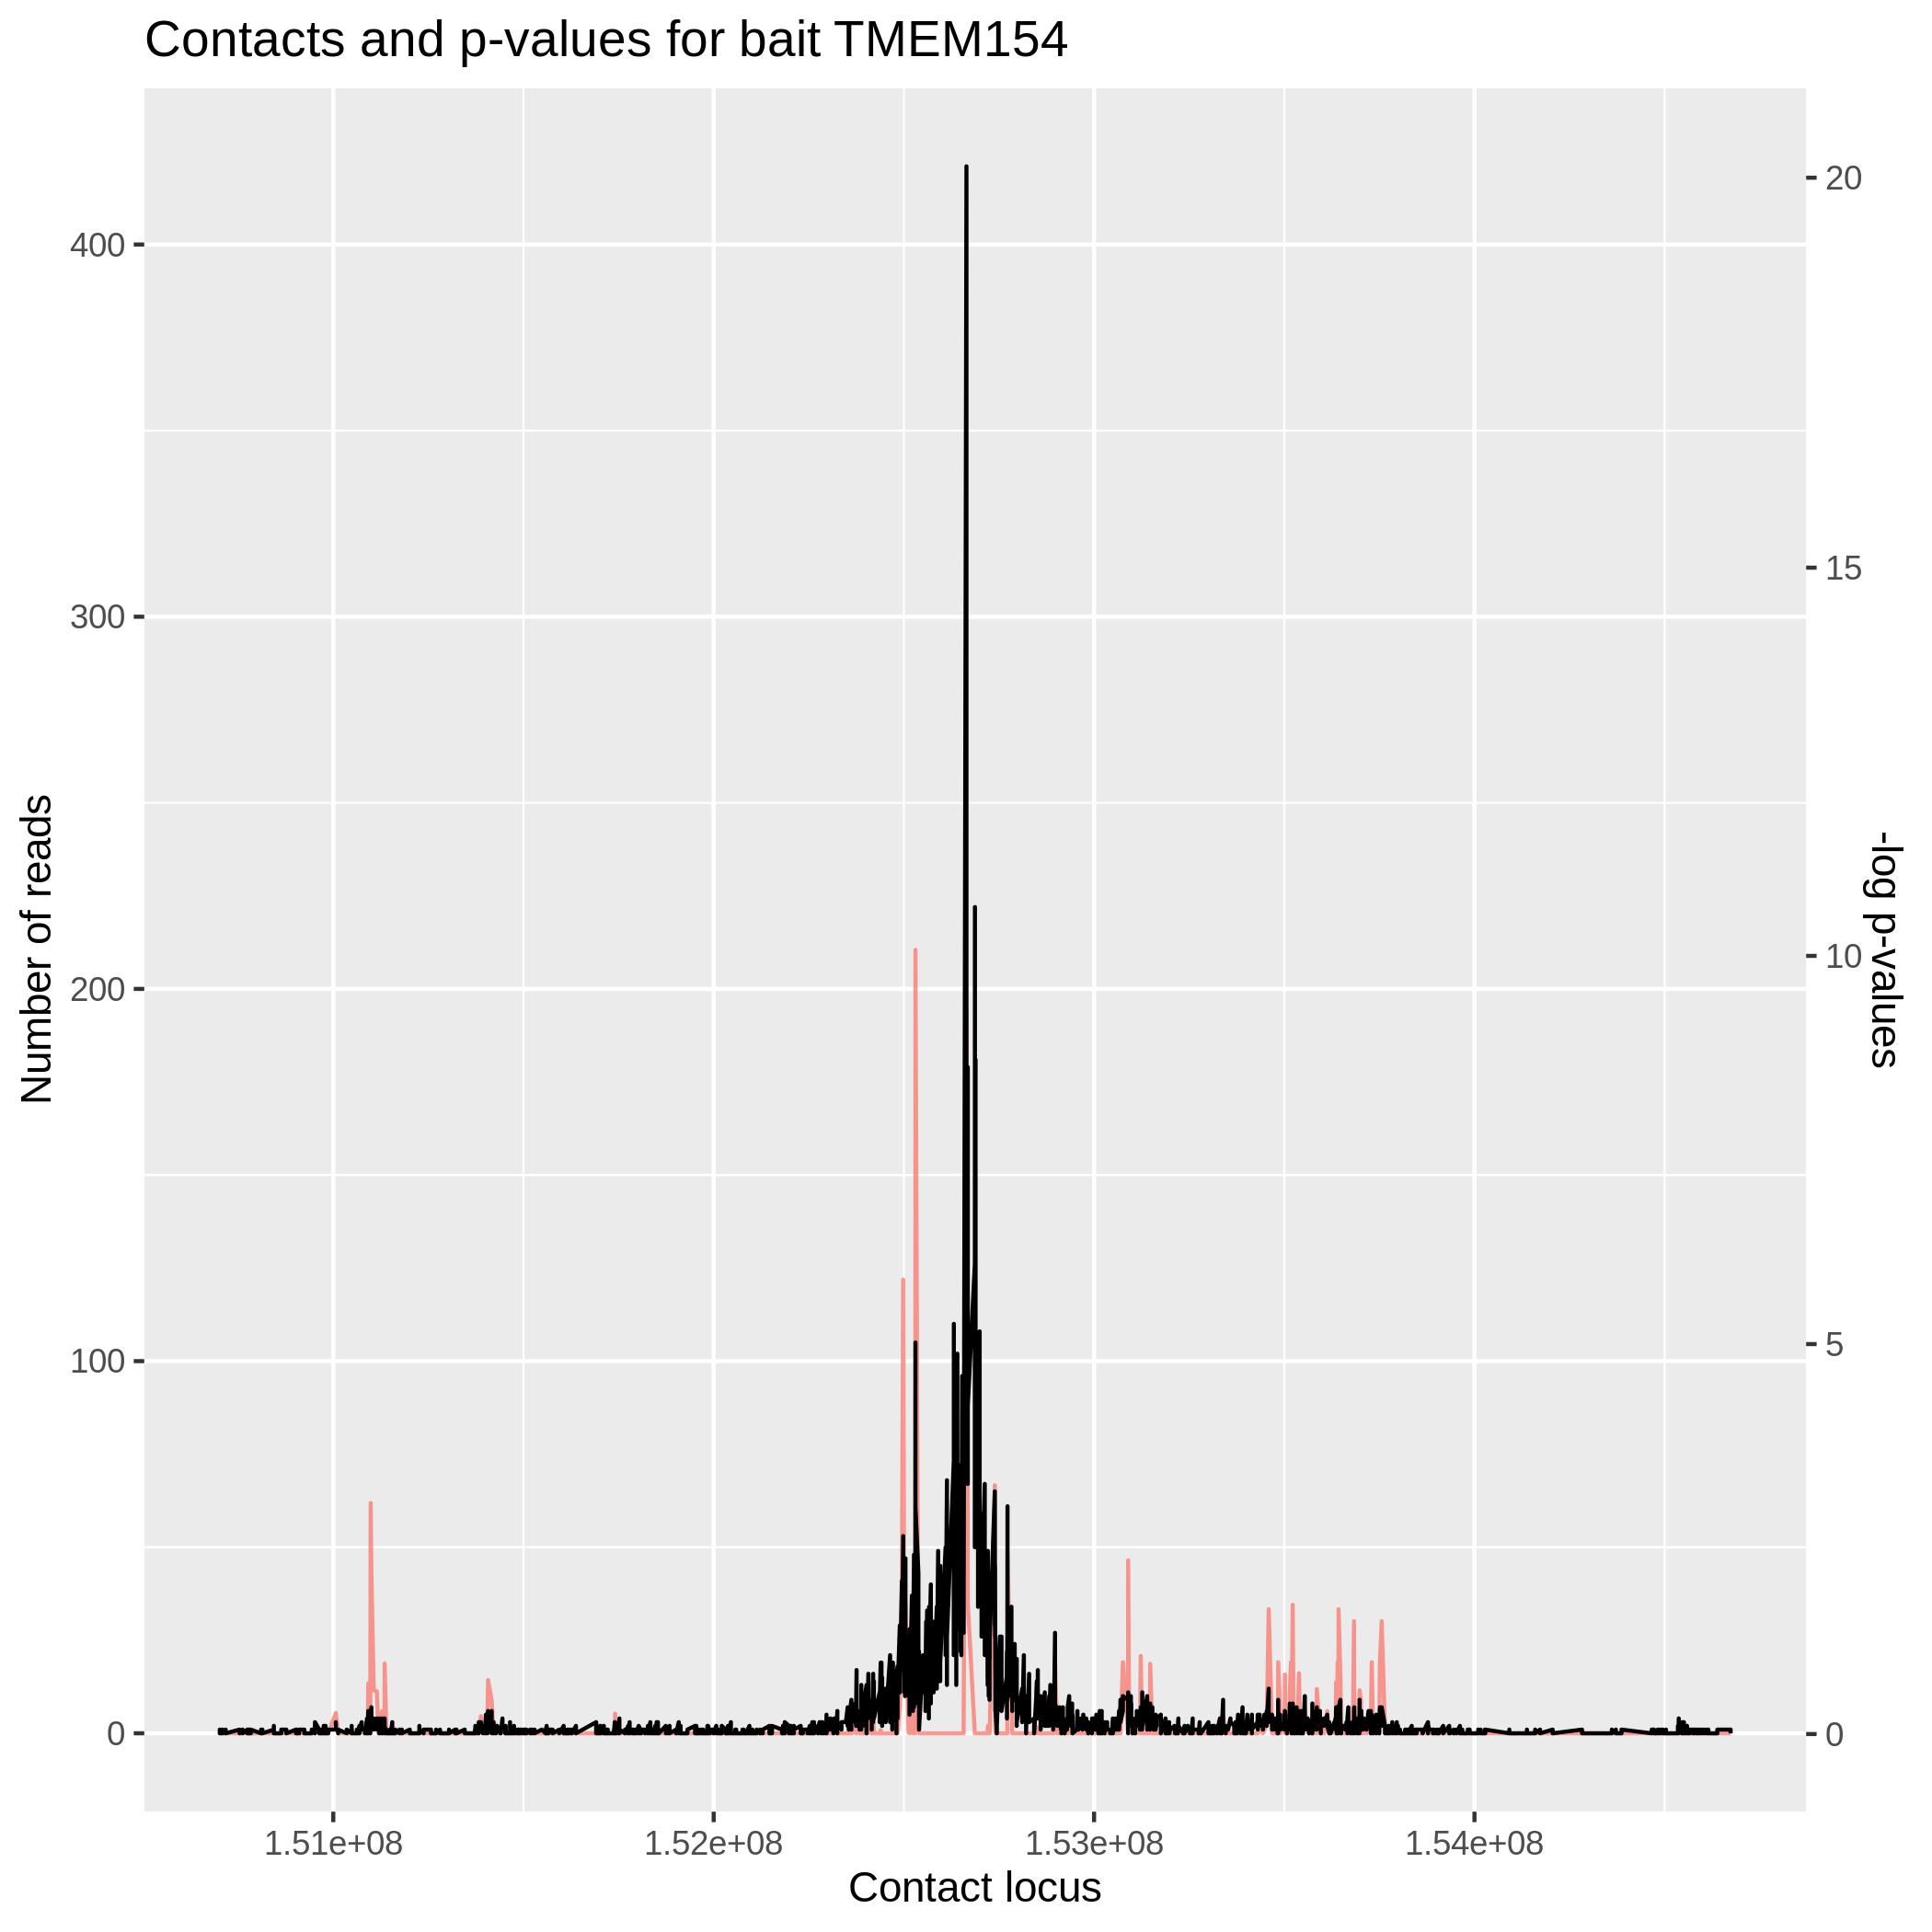 Contacts and p-values for bait TMEM154
Number of reads
400
300
200
100
0
20
15
10
5
0
-log p-values
1.51e+08
1.52e+08
1.53e+08
1.54e+08
Contact locus